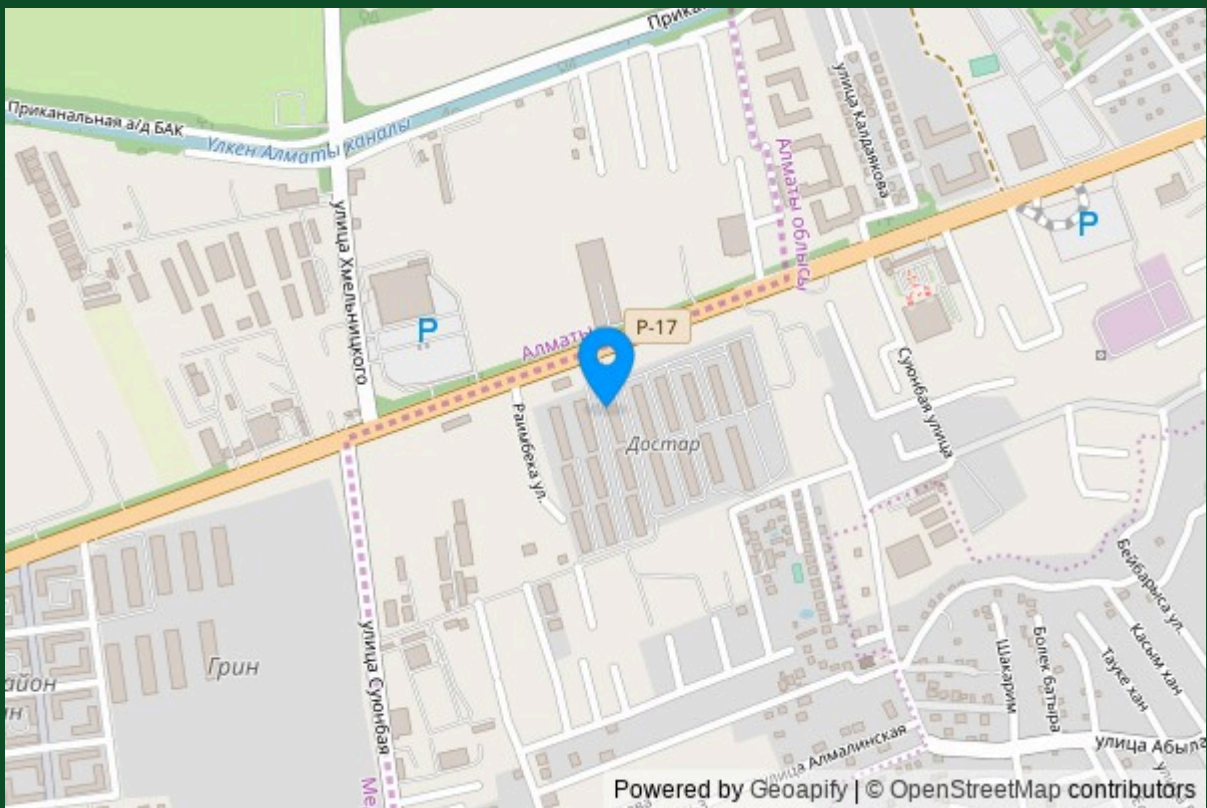 Прика
Приканальная а/д БАК
Үлкен Алматы каналы
улица Калдаякова
Алматы облысы
P
улица Хмельницкого
P
P-17
Алматы
Суюнбая улица
Раимбека ул.
Достар
Бейбарыса ул.
Касым хан
Тауке хан
Болек батыра
Шакарим
улица Суюнбая
Грин
айон
ин
улица Абыла
улица Алмалинская
Ме
Powered by Geoapify | © OpenStreetMap contributors